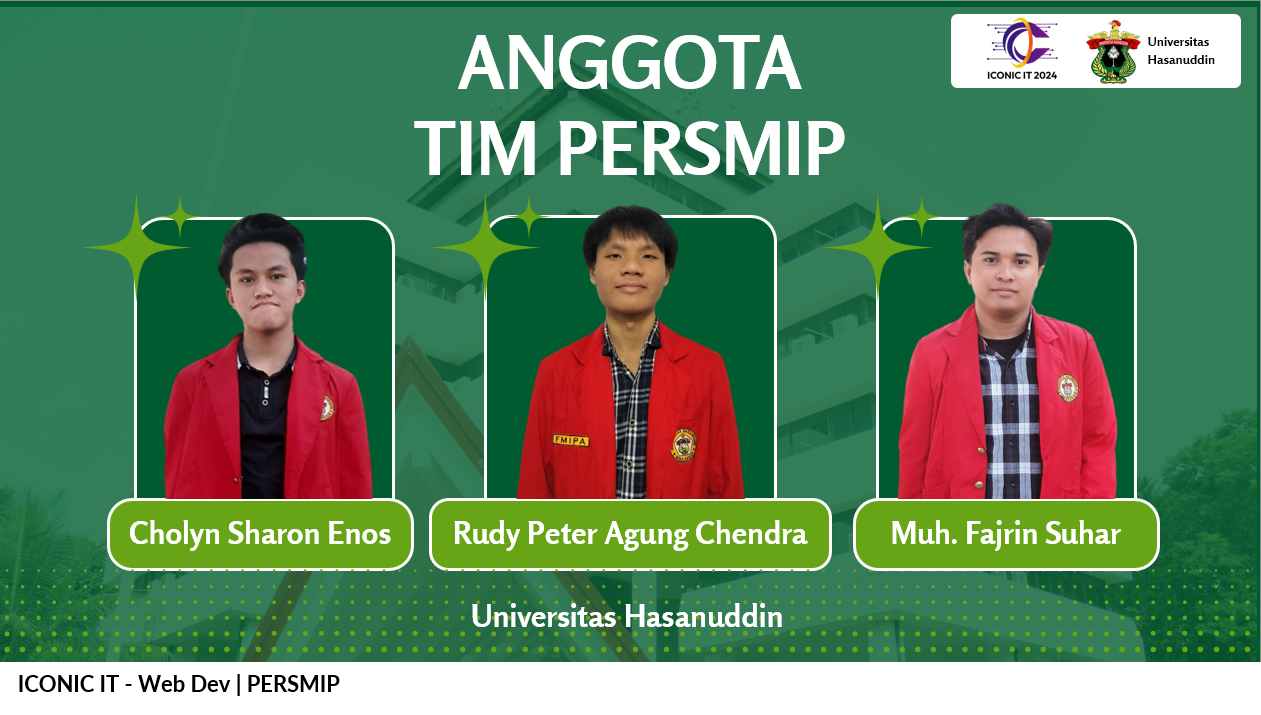 ANGGOTA
TIM PERSMIP
ICONIC IT 2024
Universitas
Hasanuddin
FMIPA
Cholyn Sharon Enos
Rudy Peter Agung Chendra
Muh. Fajrin Suhar
Universitas Hasanuddin
ICONIC IT - Web Dev | PERSMIP